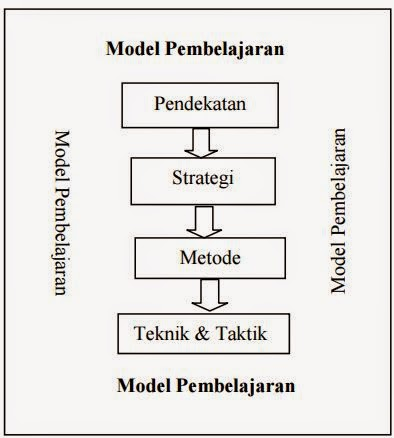 Model Pembelajaran
Pendekatan
Model Pembelajaran
Model Pembelajaran
Strategi
Metode
Teknik & Taktik
Model Pembelajaran